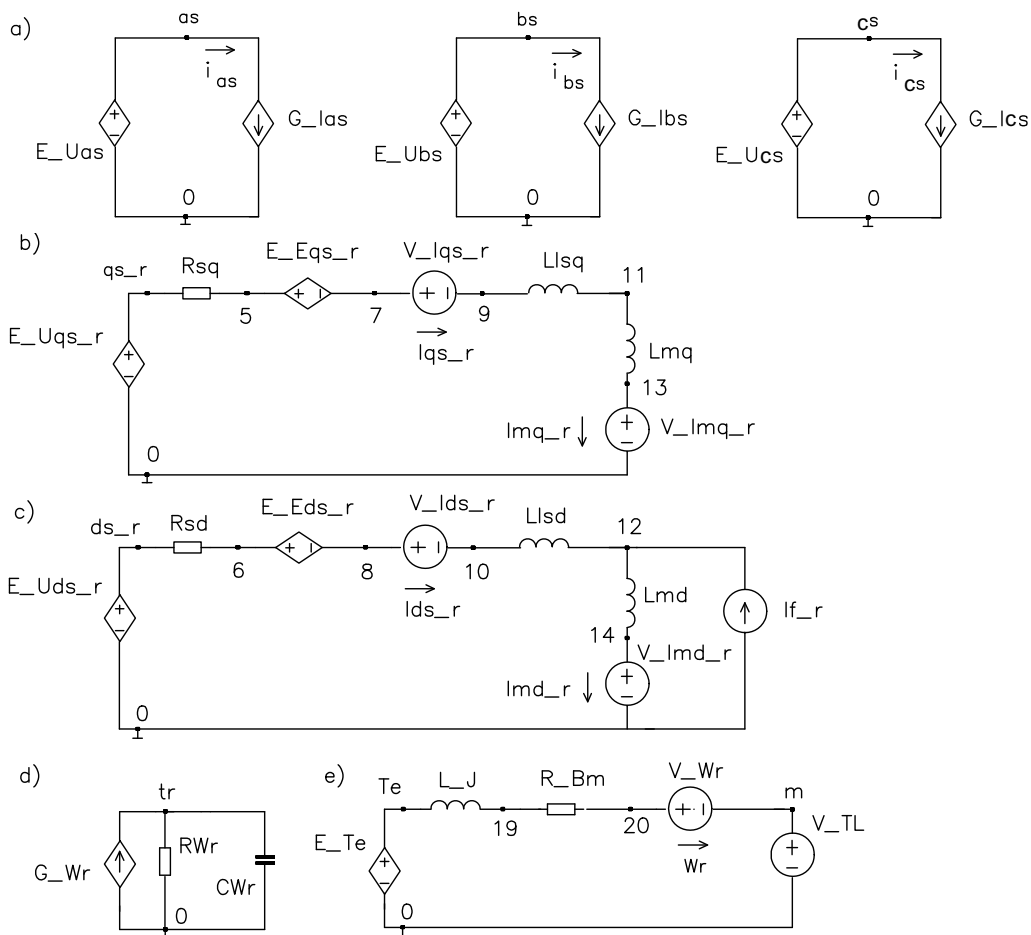 a)
as
bs
cs
i as
i bs
i cs
E_Uas
G_Ias
E_Ubs
G_Ibs
E_Ucs
G_Ics
0
0
0
b)
qs_r
Rsq
E_Eqs_r
V_Iqs_r
Llsq
11
5
7
9
E_Uqs_r
Iqs_r
Lmq
13
Imq_r
V_Imq_r
0
c)
ds_r
Rsd
E_Eds_r
V_Ids_r
Llsd
12
6
8
10
E_Uds_r
Ids_r
Lmd
If_r
14
V_Imd_r
Imd_r
0
d)
tr
G_Wr
RWr
CWr
0
e)
Te
L_J
R_Bm
V_Wr
m
19
20
E_Te
Wr
V_TL
0